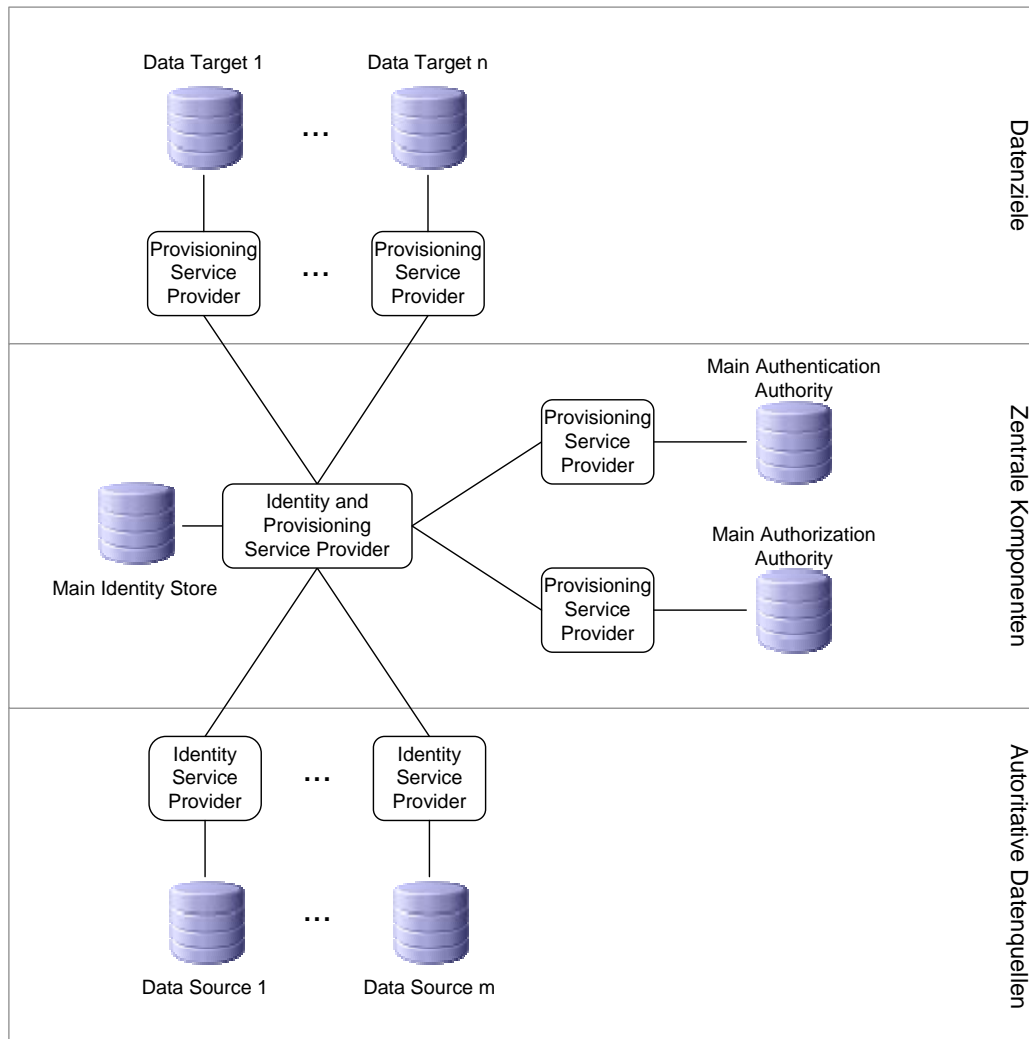 Data Target 1
Data Target n
...
Provisioning
Service
Provider
...
Provisioning
Service
Provider
Datenziele
Main Authentication
Authority
Provisioning
Service
Provider
Identity and
Provisioning
Service Provider
Main Identity Store
Main Authorization
Authority
Provisioning
Service
Provider
Zentrale Komponenten
Identity
Service
Provider
...
Identity
Service
Provider
...
Data Source 1
Data Source m
Autoritative Datenquellen